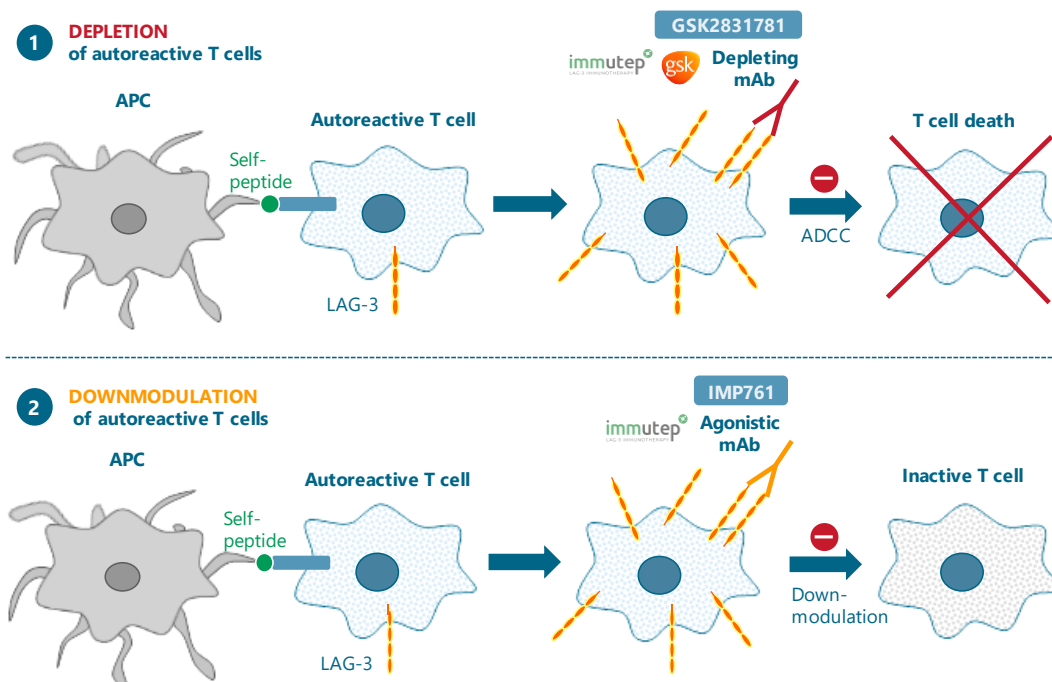 1
DEPLETION
of autoreactive T cells
GSK2831781
immutep
LAG-3 IMMUNOTHERAPY
gsk
Depleting
mAb
APC
Autoreactive T cell
T cell death
Self-
peptide
ADCC
LAG-3
2
DOWNMODULATION
of autoreactive T cells
IMP761
immutep
LAG-3 IMMUNOTHERAPY
Agonistic
mAb
APC
Autoreactive T cell
Inactive T cell
Self-
peptide
Down-
modulation
LAG-3